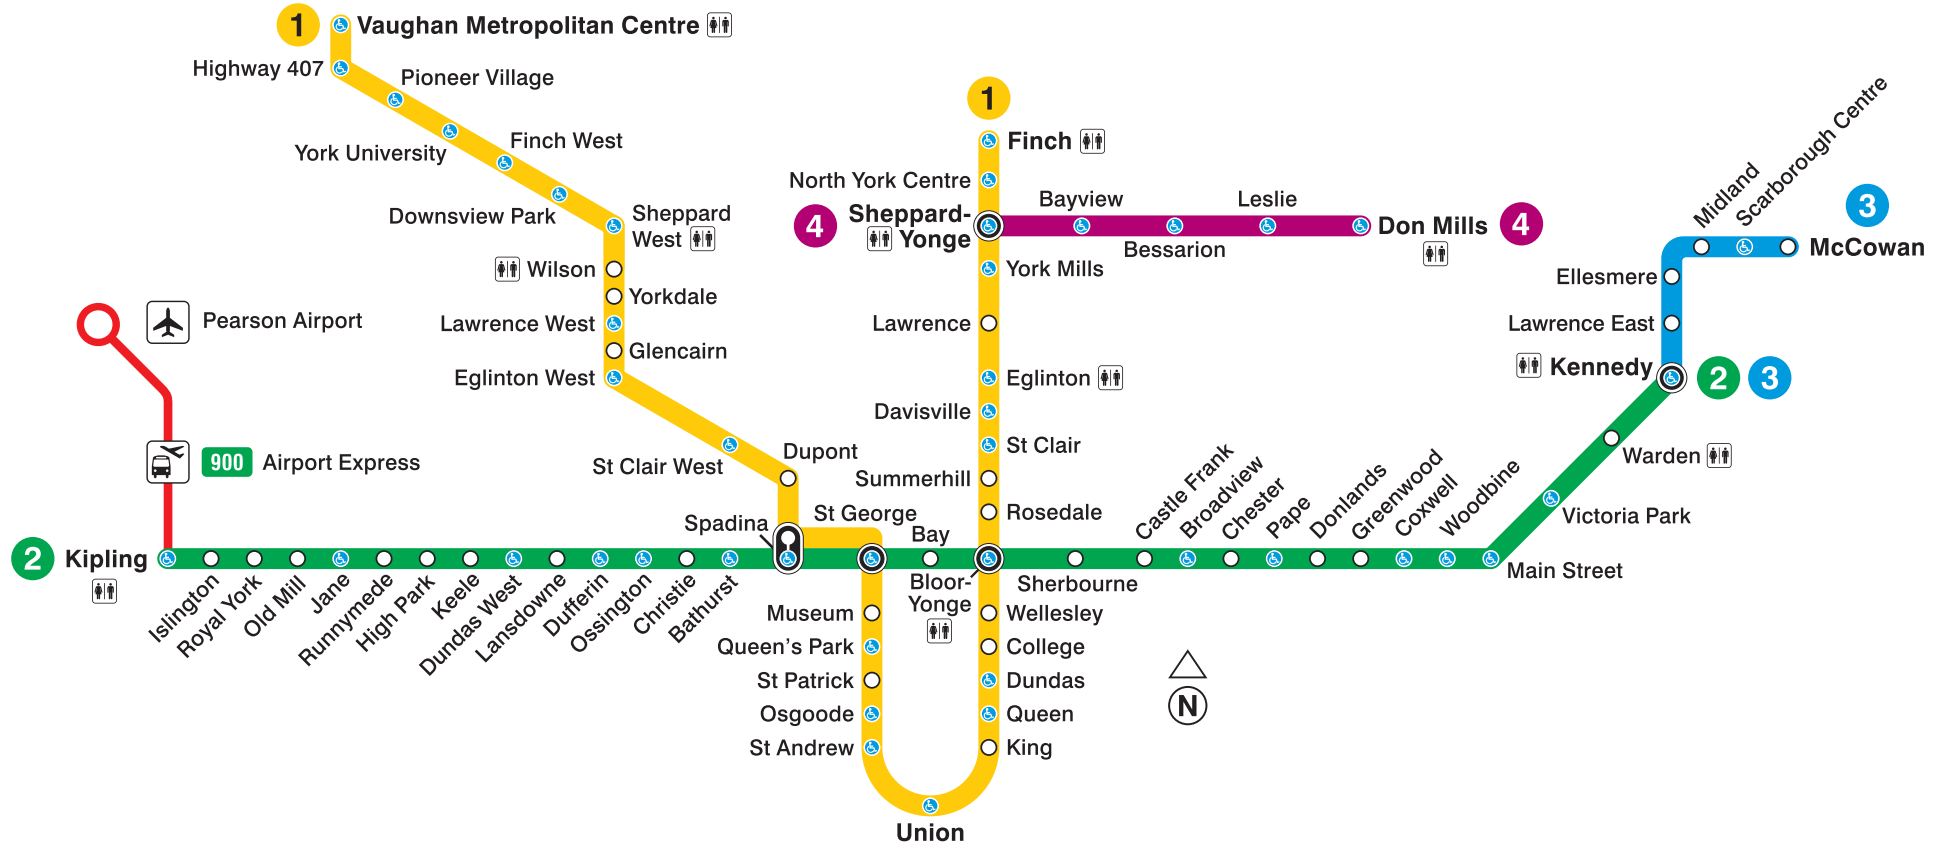 1
Vaughan Metropolitan Centre
Highway 407
Pioneer Village
York University
Finch West
Downsview Park
Sheppard
West
Wilson
Yorkdale
Lawrence West
Glencairn
Eglinton West
St Clair West
Dupont
Spadina
St George
Museum
Queen's Park
St Patrick
Osgoode
St Andrew
Union
1
Finch
North York Centre
4
Sheppard-
Yonge
Bayview
Bessarion
Leslie
Don Mills
4
York Mills
Lawrence
Eglinton
Davisville
St Clair
Summerhill
Rosedale
Bay
Bloor-
Yonge
Wellesley
College
Dundas
Queen
King
Pearson Airport
900
Airport Express
2
Kipling
Islington
Royal York
Old Mill
Jane
Runnymede
High Park
Keele
Dundas West
Lansdowne
Dufferin
Ossington
Christie
Bathurst
Sherbourne
Castle Frank
Broadview
Chester
Pape
Donlands
Greenwood
Coxwell
Woodbine
Main Street
Victoria Park
Warden
Kennedy
2
3
Lawrence East
Ellesmere
Midland
Scarborough Centre
McCowan
3
N